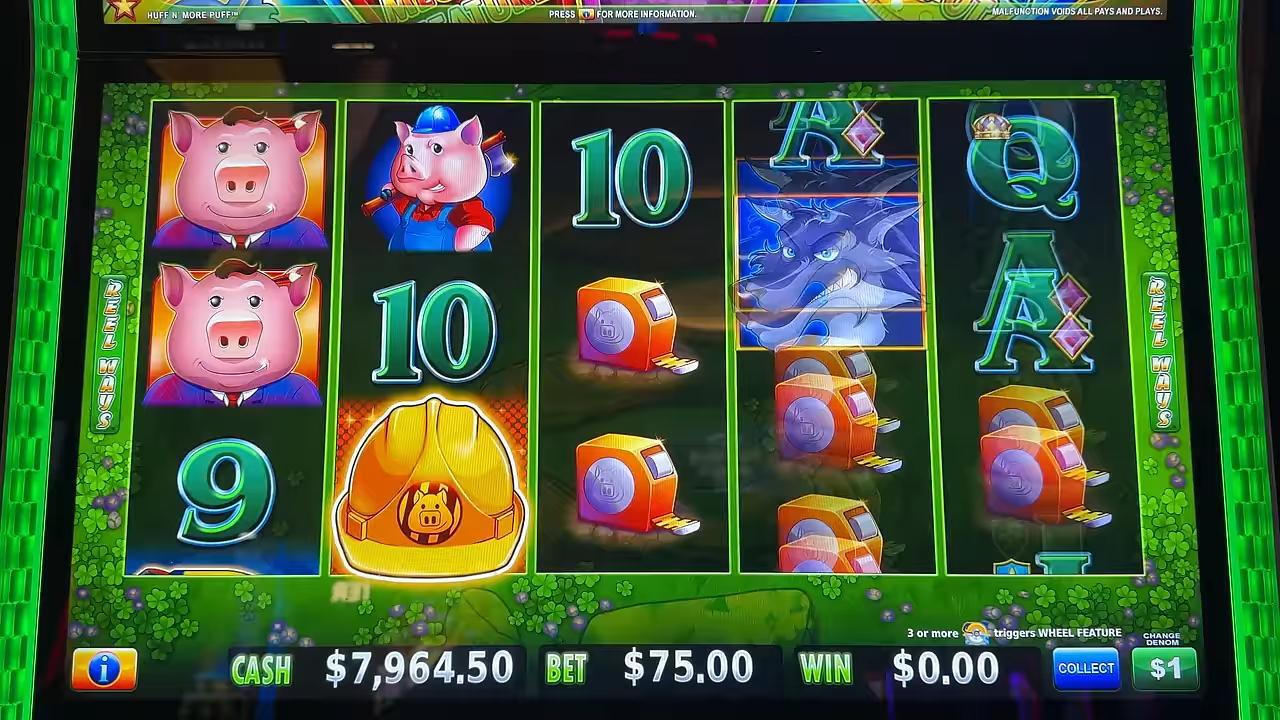 HUFF N' MORE PUFF™
PRESS i FOR MORE INFORMATION.
MALFUNCTION VOIDS ALL PAYS AND PLAYS.
A
Q
10
10
A
9
REEL WAYS
REEL WAYS
3 or more triggers WHEEL FEATURE
CHANGE DENOM
i
CASH $7,964.50 BET $75.00 WIN $0.00 COLLECT $1